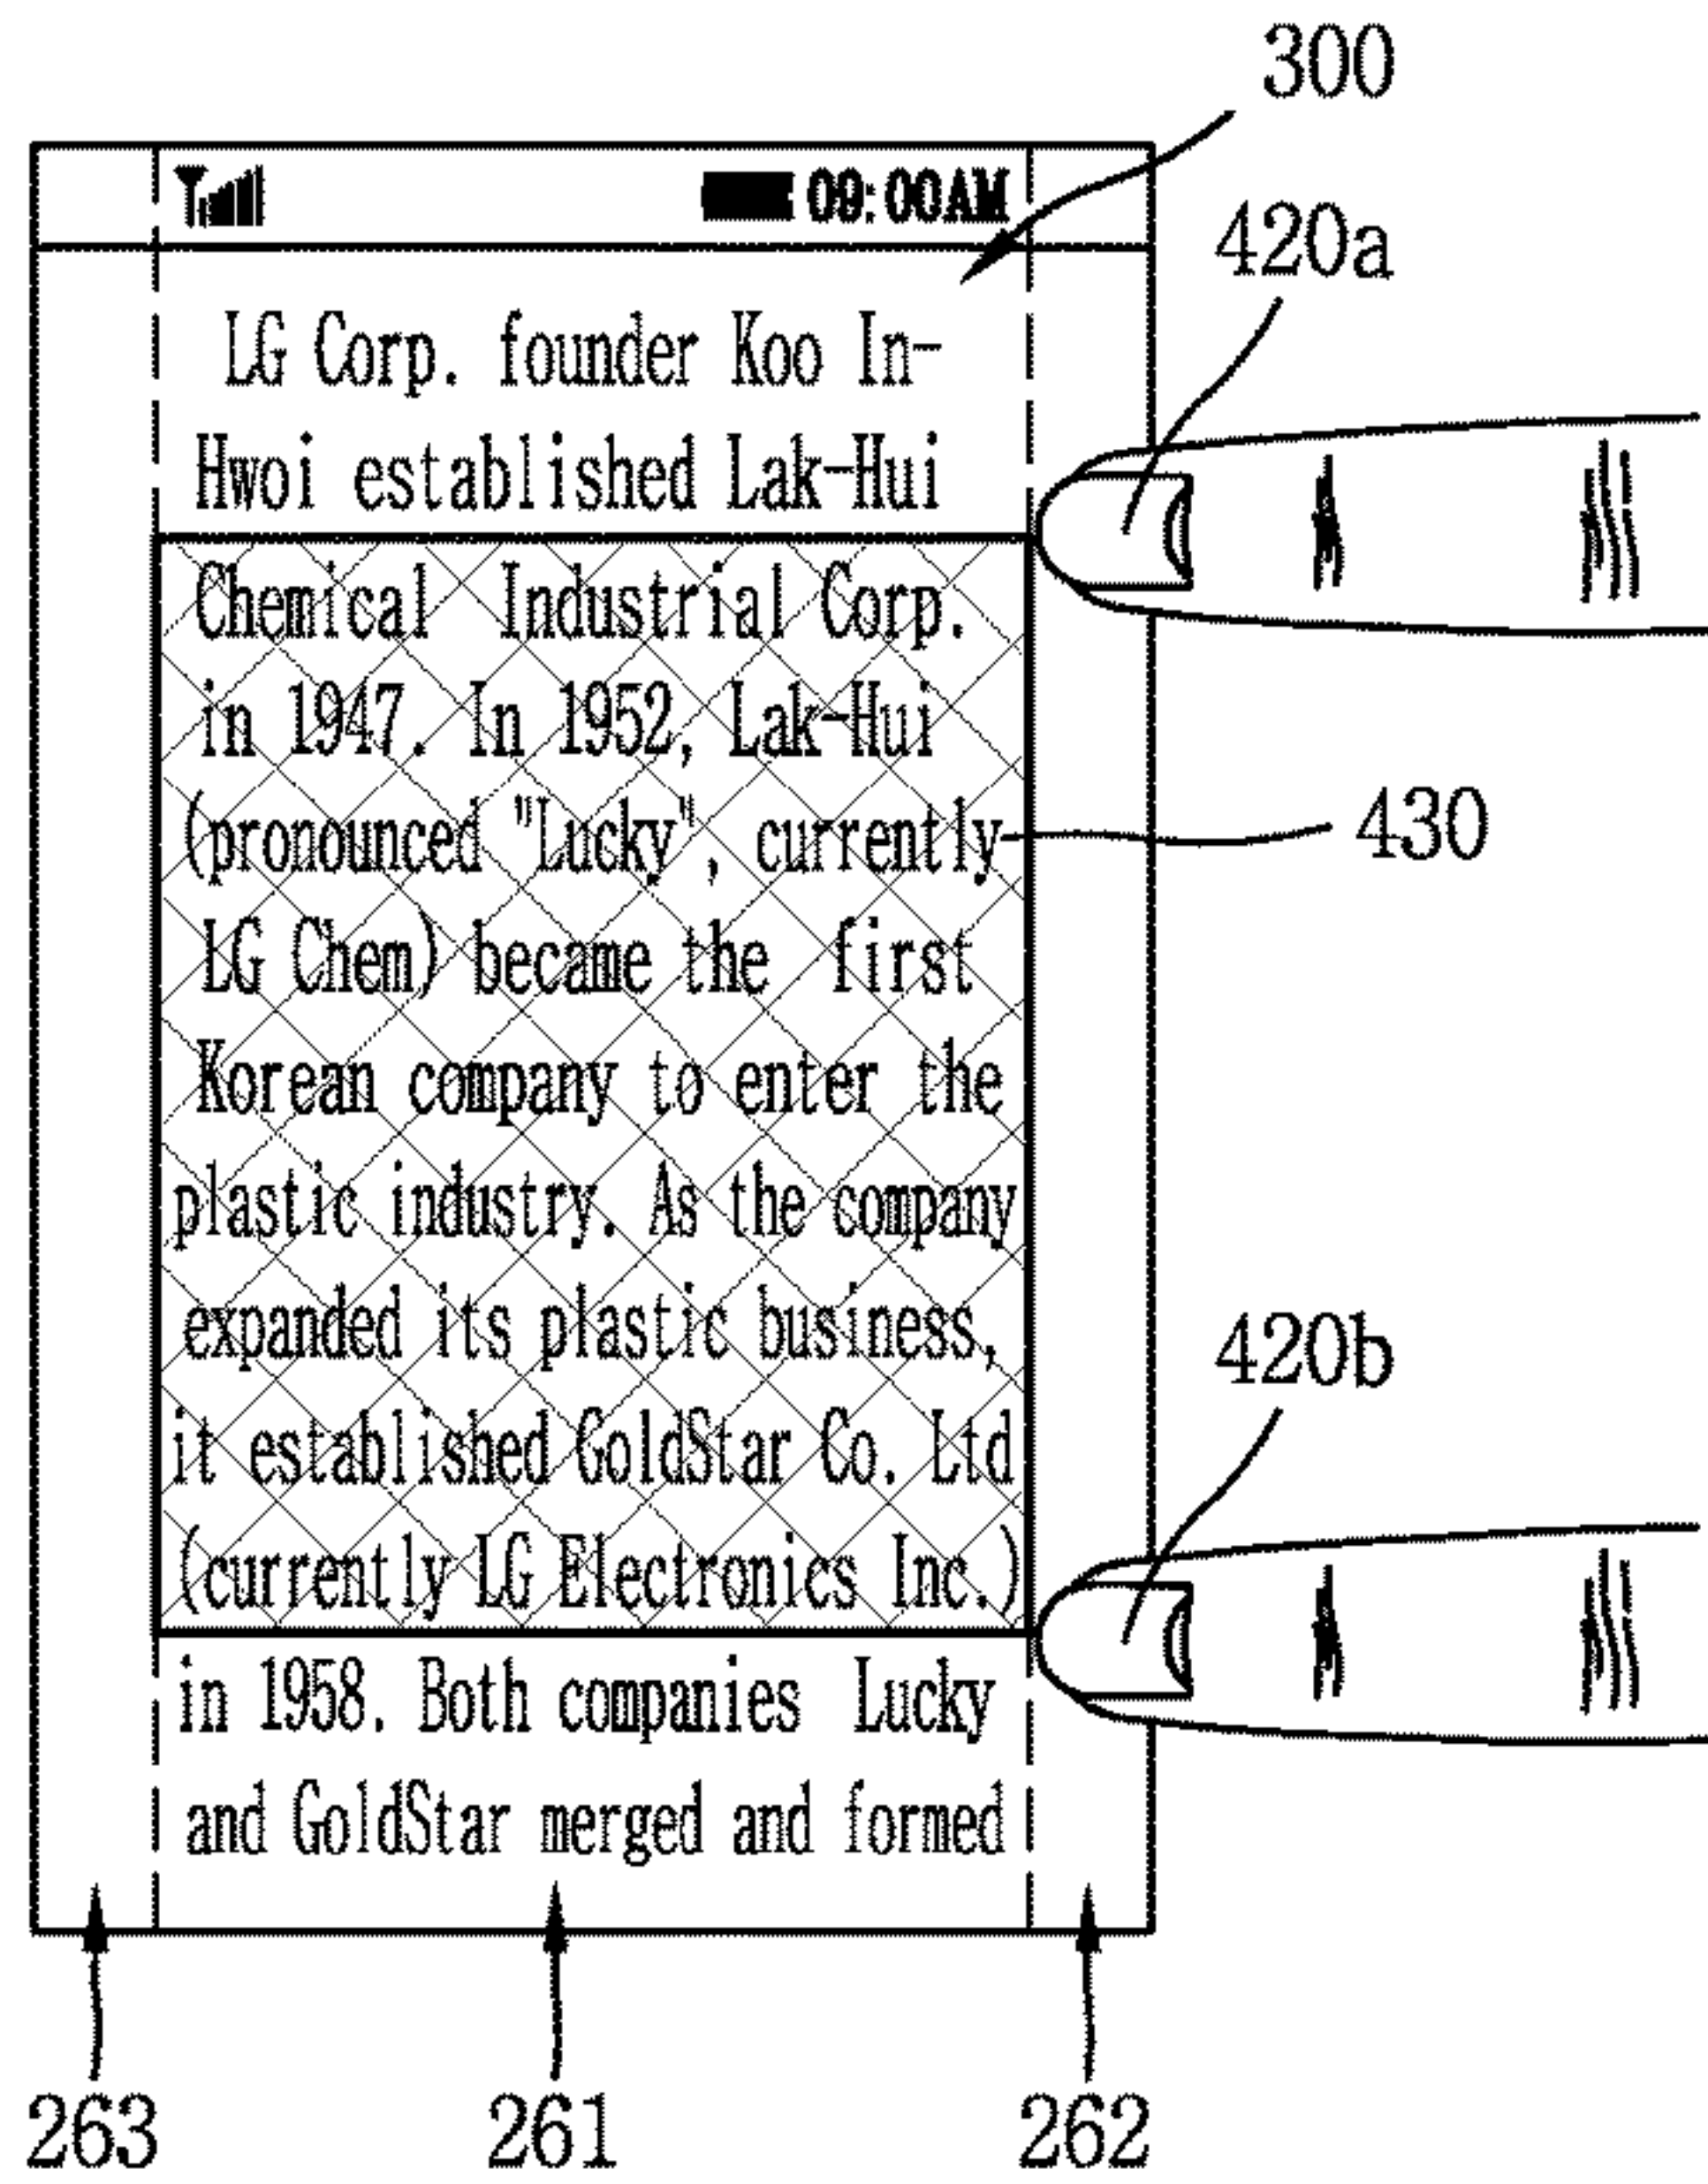 300
09:00AM
420a
LG Corp. founder Koo In-
Hwoi established Lak-Hui
Chemical Industrial Corp.
in 1947. In 1952, Lak-Hui
(pronounced "Lucky", currently
430
LG Chem) became the first
Korean company to enter the
plastic industry. As the company
expanded its plastic business,
420b
it established GoldStar Co. Ltd
(currently LG Electronics Inc.)
in 1958. Both companies Lucky
and GoldStar merged and formed
263 261 262